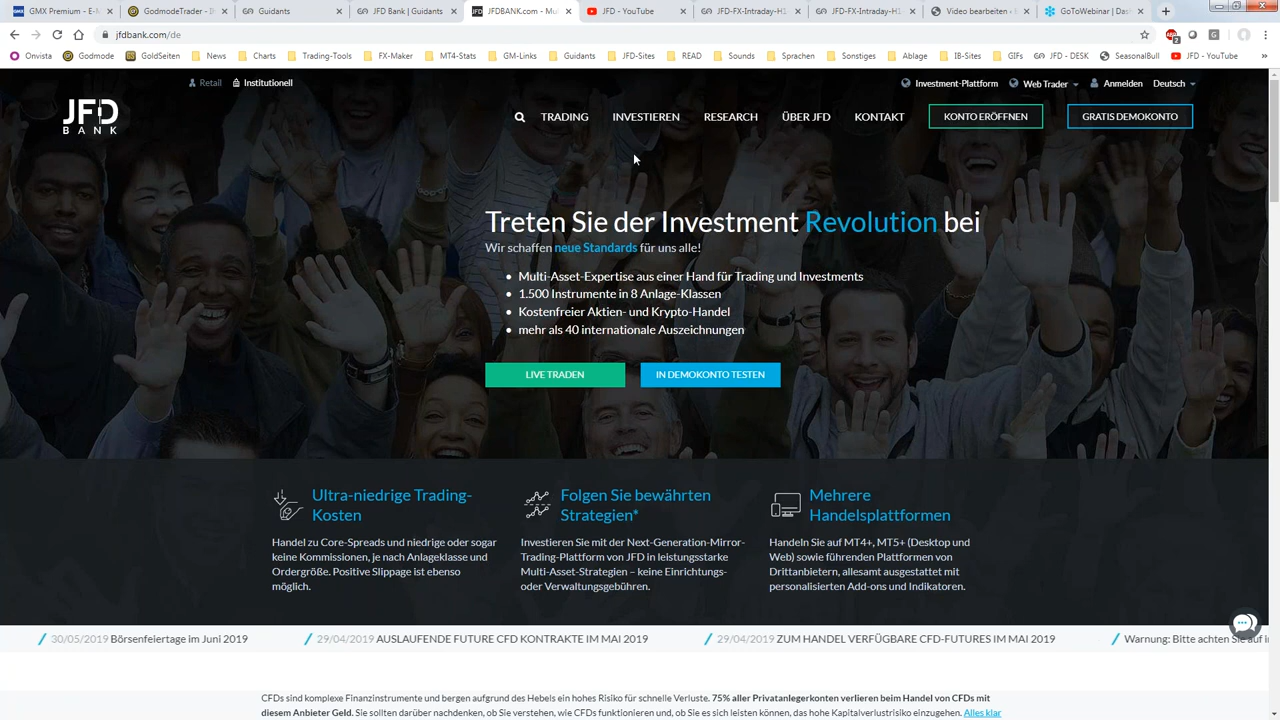 GMX Premium - E-M
GodmodeTrader - Ih
Guidants
JFD Bank | Guidants
JFDBANK.com - Mul
JFD - YouTube
JFD-FX-Intraday-H1
JFD-FX-Intraday-H1
Video bearbeiten -
GoToWebinar | Das
jfdbank.com/de
Onvista
Godmode
GoldSeiten
News
Charts
Trading-Tools
FX-Maker
MT4-Stats
GM-Links
Guidants
JFD-Sites
READ
Sounds
Sprachen
Sonstiges
Ablage
IB-Sites
GIFs
JFD - DESK
SeasonalBull
JFD - YouTube
Retail
Institutionell
Investment-Plattform
Web Trader
Anmelden
Deutsch
JFD
BANK
TRADING
INVESTIEREN
RESEARCH
ÜBER JFD
KONTAKT
KONTO ERÖFFNEN
GRATIS DEMOKONTO
Treten Sie der Investment Revolution bei
Wir schaffen neue Standards für uns alle!
• Multi-Asset-Expertise aus einer Hand für Trading und Investments
• 1.500 Instrumente in 8 Anlage-Klassen
• Kostenfreier Aktien- und Krypto-Handel
• mehr als 40 internationale Auszeichnungen
LIVE TRADEN
IN DEMOKONTO TESTEN
Ultra-niedrige Trading-
Kosten
Handel zu Core-Spreads und niedrige oder sogar
keine Kommissionen, je nach Anlageklasse und
Ordergröße. Positive Slippage ist ebenso
möglich.
Folgen Sie bewährten
Strategien*
Investieren Sie mit der Next-Generation-Mirror-
Trading-Plattform von JFD in leistungsstarke
Multi-Asset-Strategien – keine Einrichtungs-
oder Verwaltungsgebühren.
Mehrere
Handelsplattformen
Handeln Sie auf MT4+, MT5+ (Desktop und
Web) sowie führenden Plattformen von
Drittanbietern, allesamt ausgestattet mit
personalisierten Add-ons und Indikatoren.
30/05/2019 Börsenfeiertage im Juni 2019
29/04/2019 AUSLAUFENDE FUTURE CFD KONTRAKTE IM MAI 2019
29/04/2019 ZUM HANDEL VERFÜGBARE CFD-FUTURES IM MAI 2019
Warnung: Bitte achten Sie auf
CFDs sind komplexe Finanzinstrumente und bergen aufgrund des Hebels ein hohes Risiko für schnelle Verluste. 75% aller Privatanlegerkonten verlieren beim Handel von CFDs mit
diesem Anbieter Geld. Sie sollten darüber nachdenken, ob Sie verstehen, wie CFDs funktionieren und, ob Sie es sich leisten können, das hohe Kapitalverlustrisiko einzugehen. Alles klar